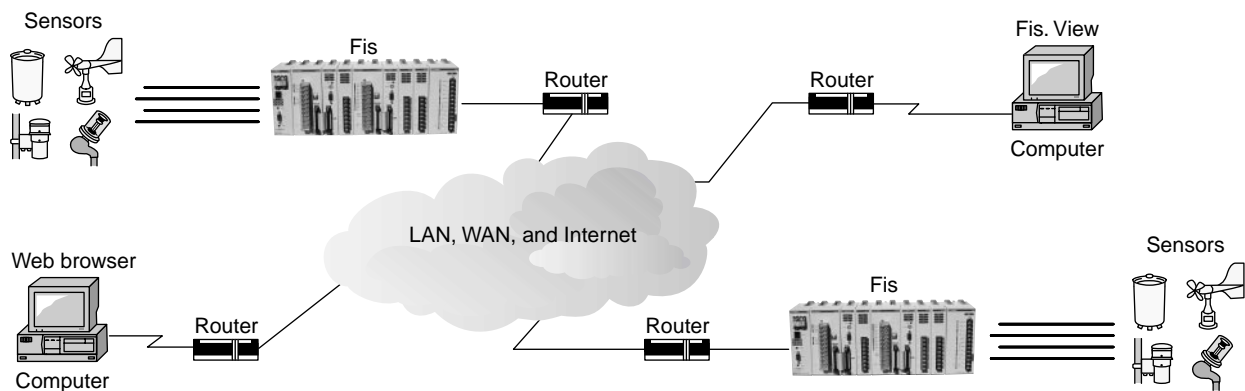 Sensors
Fis
Router
Router
Fis. View
Computer
LAN, WAN, and Internet
Web browser
Computer
Router
Router
Fis
Sensors